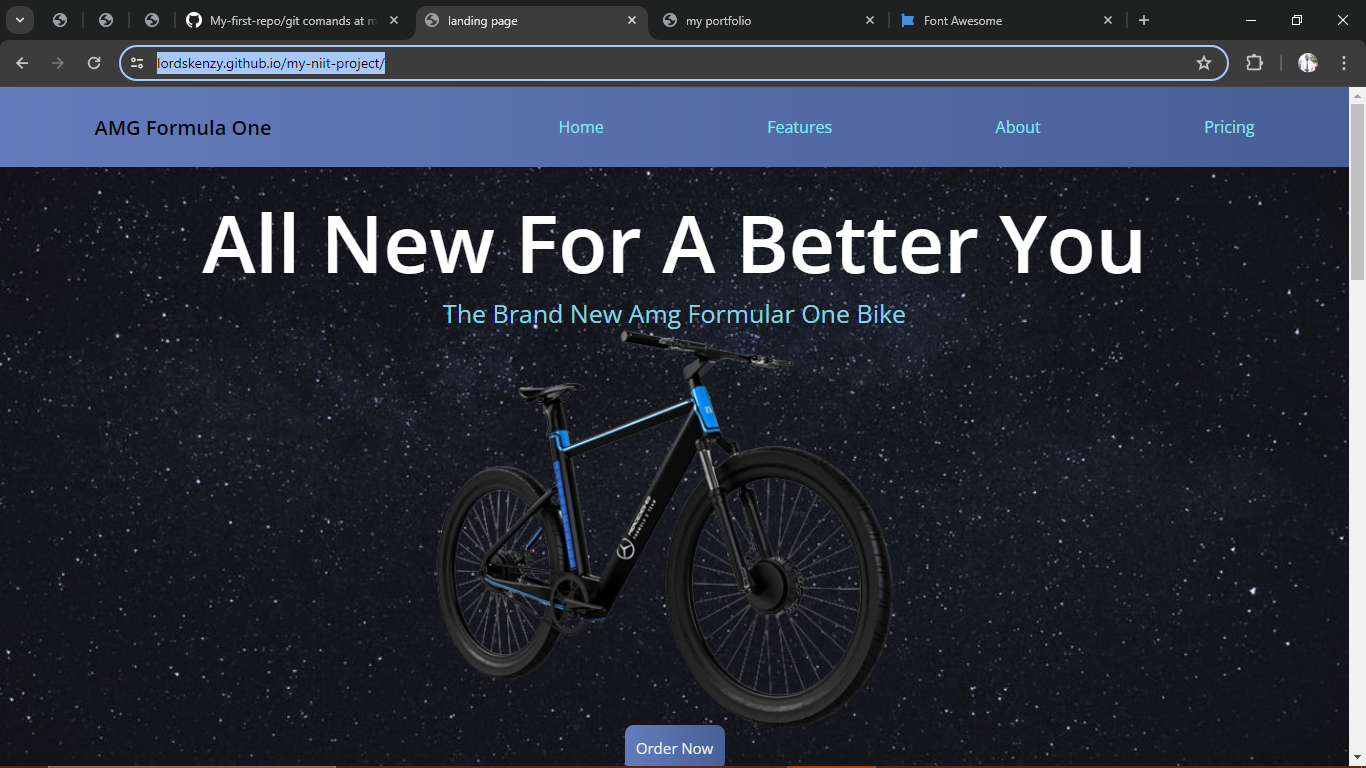 My-first-repo/git comands at m
landing page
my portfolio
Font Awesome
lordskenzy.github.io/my-niit-project/
AMG Formula One
Home
Features
About
Pricing
All New For A Better You
The Brand New Amg Formular One Bike
Order Now